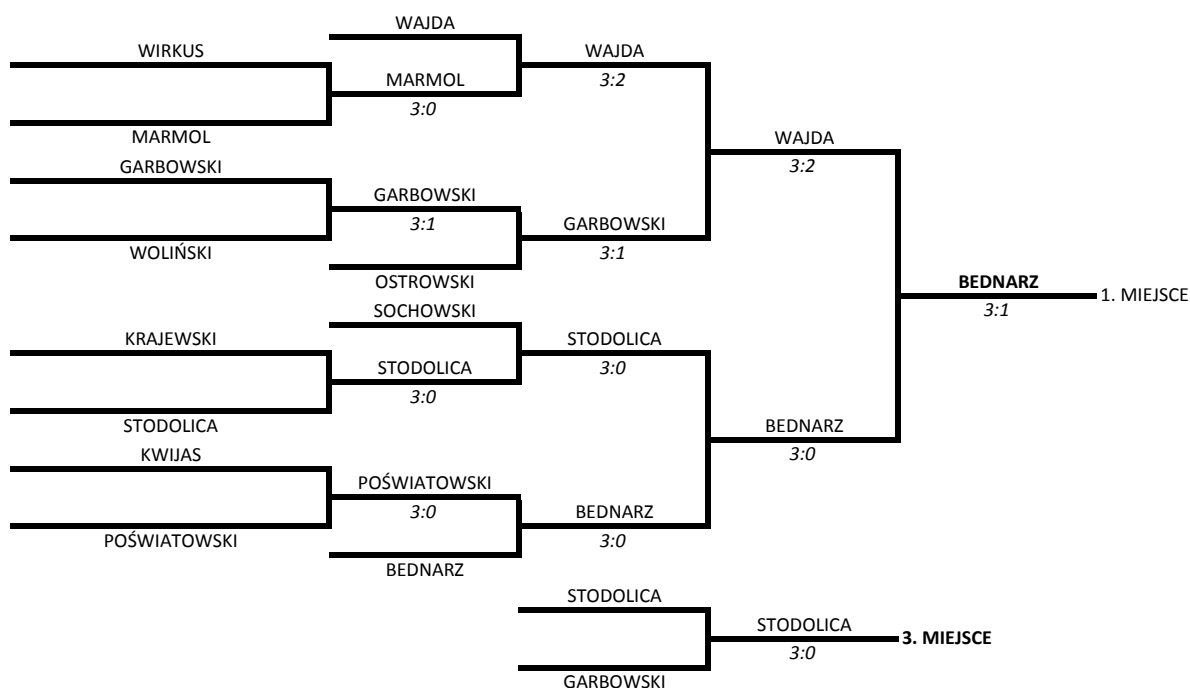 WAJDA
WIRKUS
WAJDA
MARMOL
3:2
3:0
MARMOL
WAJDA
GARBOWSKI
3:2
GARBOWSKI
3:1
GARBOWSKI
WOLIŃSKI
3:1
OSTROWSKI
BEDNARZ
1. MIEJSCE
3:1
SOCHOWSKI
KRAJEWSKI
STODOLICA
STODOLICA
3:0
3:0
STODOLICA
BEDNARZ
KWIJAS
3:0
POŚWIATOWSKI
3:0
BEDNARZ
POŚWIATOWSKI
3:0
BEDNARZ
STODOLICA
STODOLICA
3. MIEJSCE
3:0
GARBOWSKI